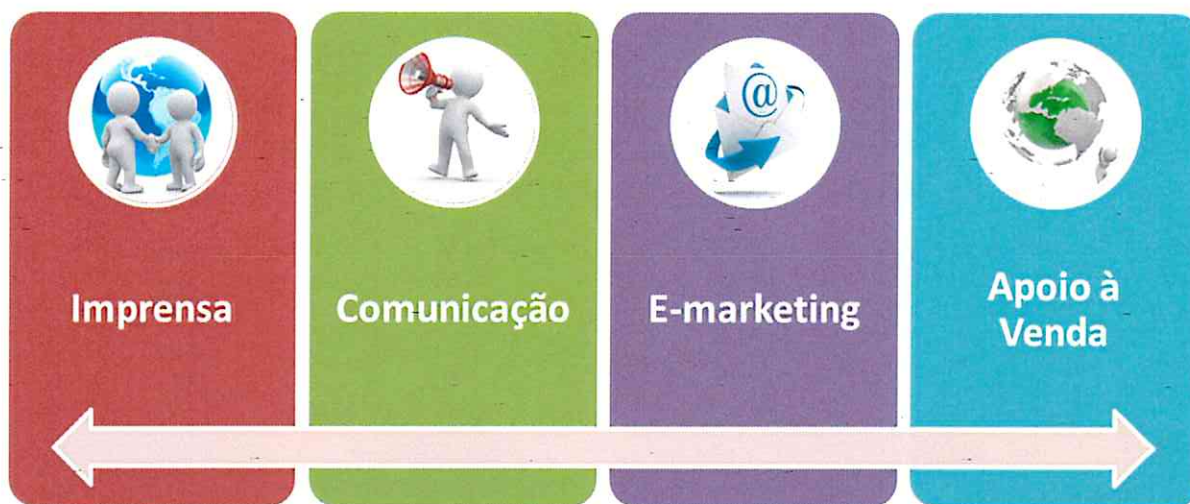 Imprensa
Comunicação
E-marketing
Apoio à
Venda
@